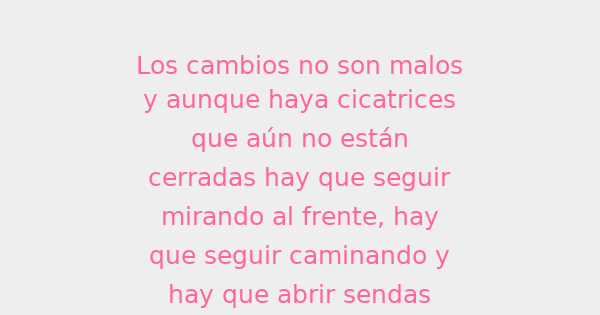 Los cambios no son malos
y aunque haya cicatrices
que aún no están
cerradas hay que seguir
mirando al frente, hay
que seguir caminando y
hay que abrir sendas